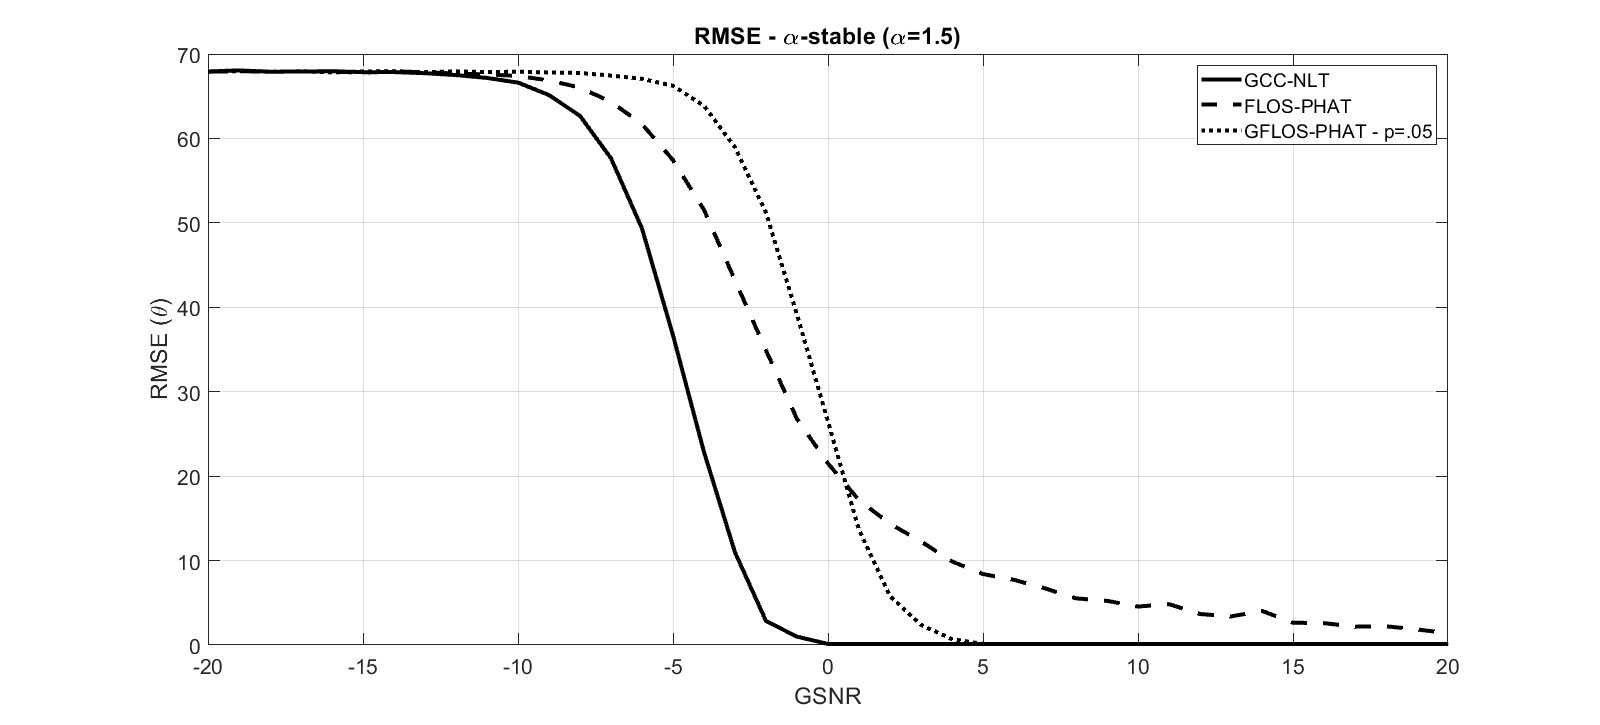 RMSE - α-stable (α=1.5)
GCC-NLT
FLOS-PHAT
GFLOS-PHAT - p=.05
RMSE (θ)
70
60
50
40
30
20
10
0
-20 -15 -10 -5 0 5 10 15 20
GSNR